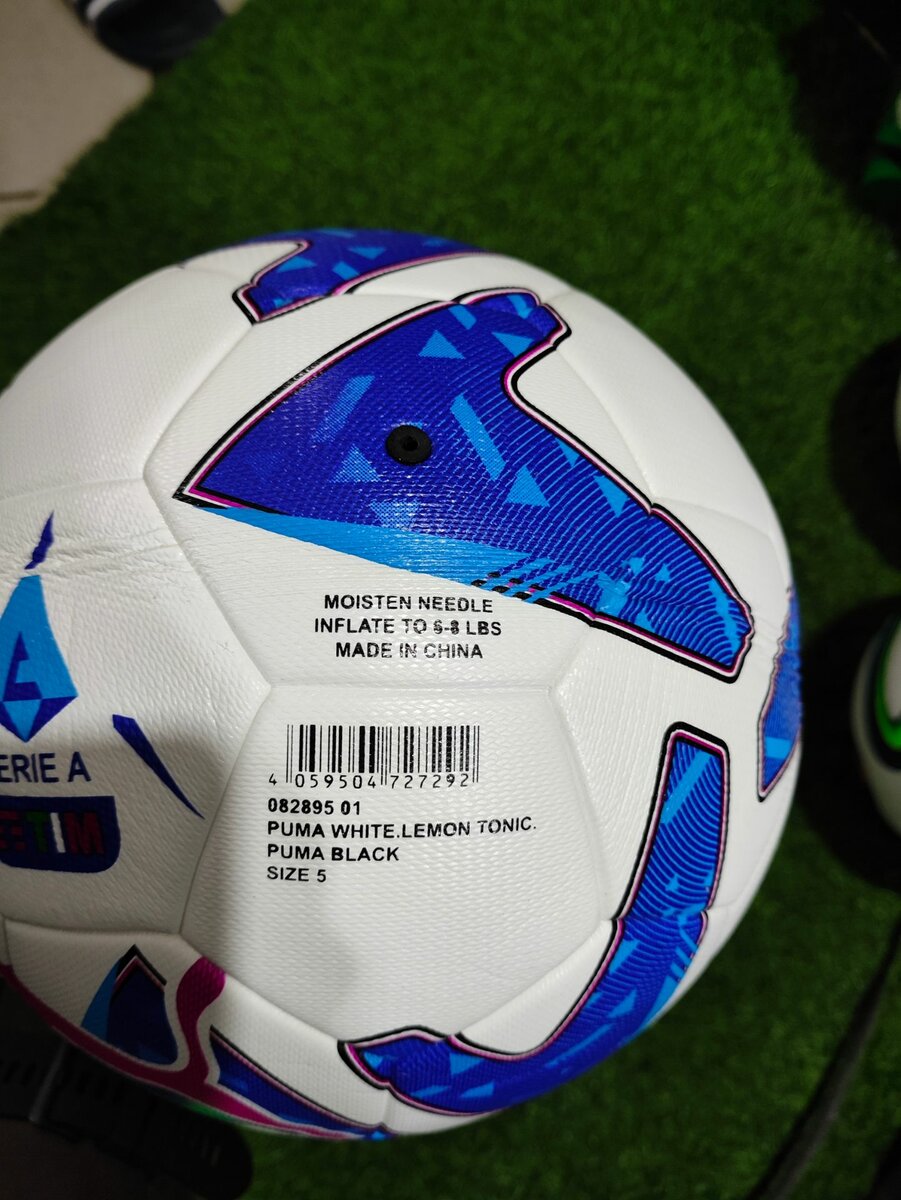 MOISTEN NEEDLE
INFLATE TO 6-8 LBS
MADE IN CHINA
4 059504 727292
082895 01
PUMA WHITE.LEMON TONIC.
PUMA BLACK
SIZE 5
ERIE A
TIM